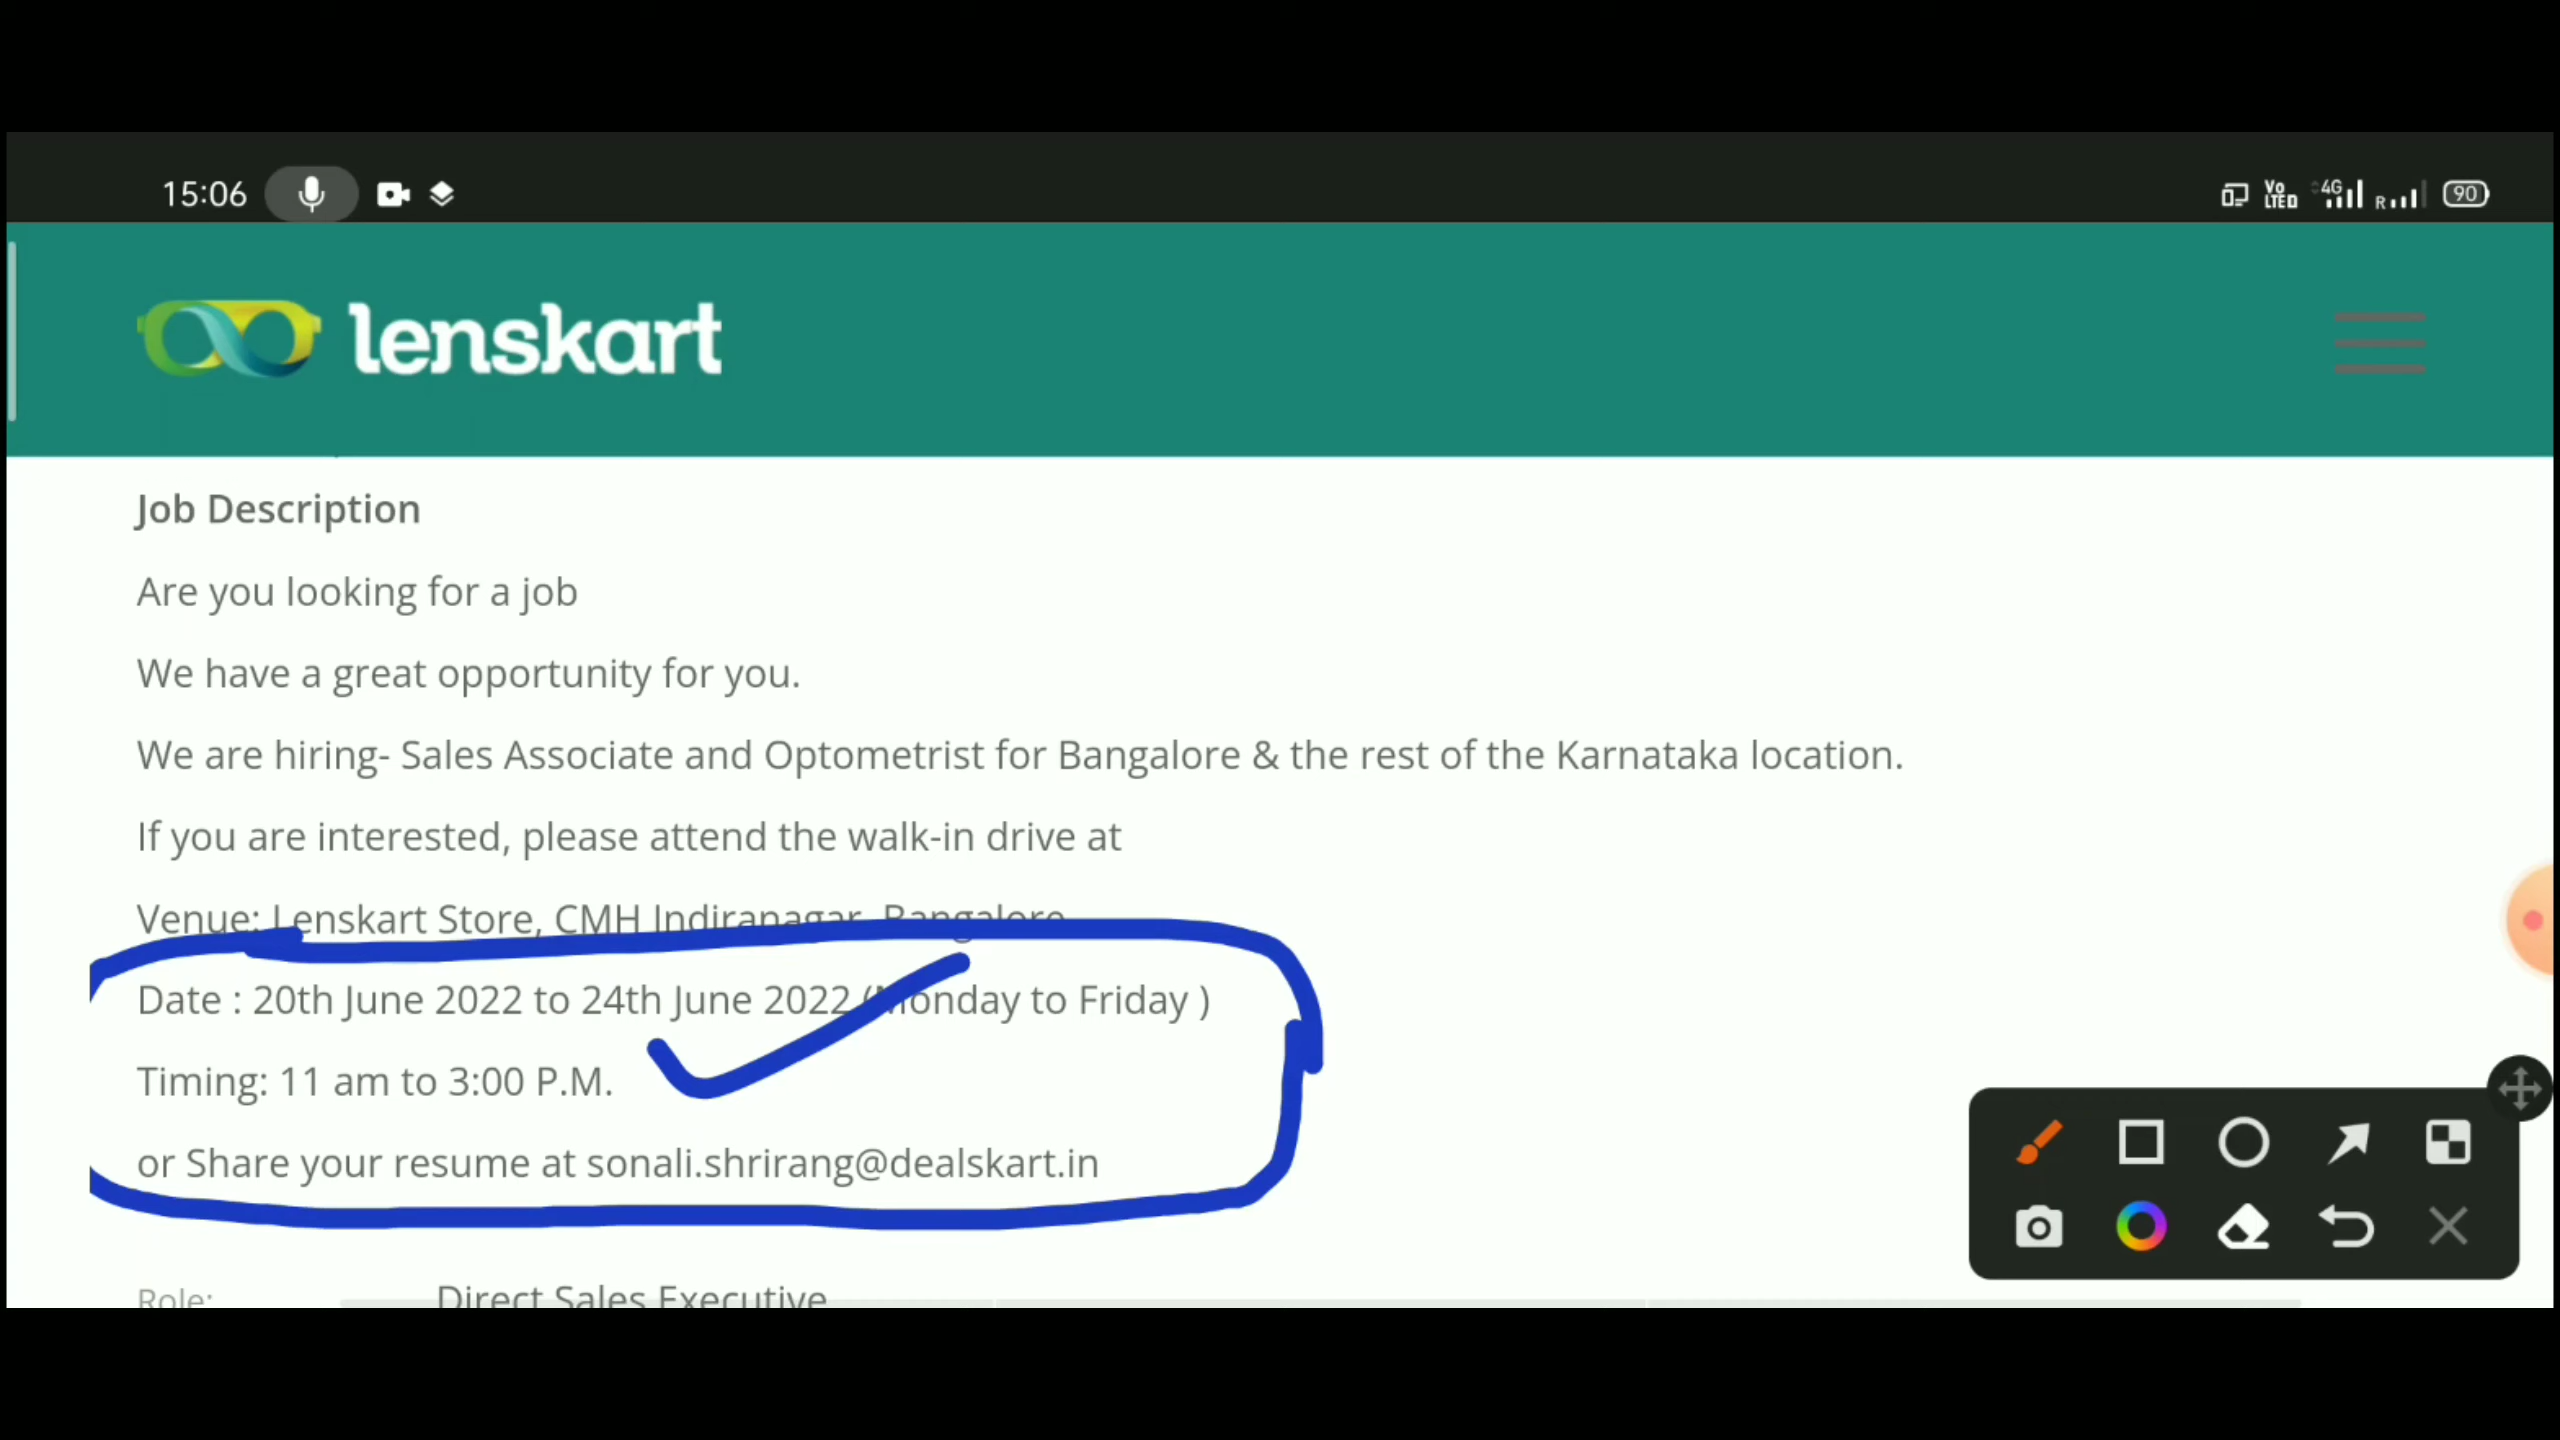 15:06
Vo
LTED
4G
R
90
lenskart
Job Description
Are you looking for a job
We have a great opportunity for you.
We are hiring- Sales Associate and Optometrist for Bangalore & the rest of the Karnataka location.
If you are interested, please attend the walk-in drive at
Venue: Lenskart Store, CMH Indiranagar, Bangalore
Date : 20th June 2022 to 24th June 2022 (Monday to Friday )
Timing: 11 am to 3:00 P.M.
or Share your resume at sonali.shrirang@dealskart.in
Role: Direct Sales Executive